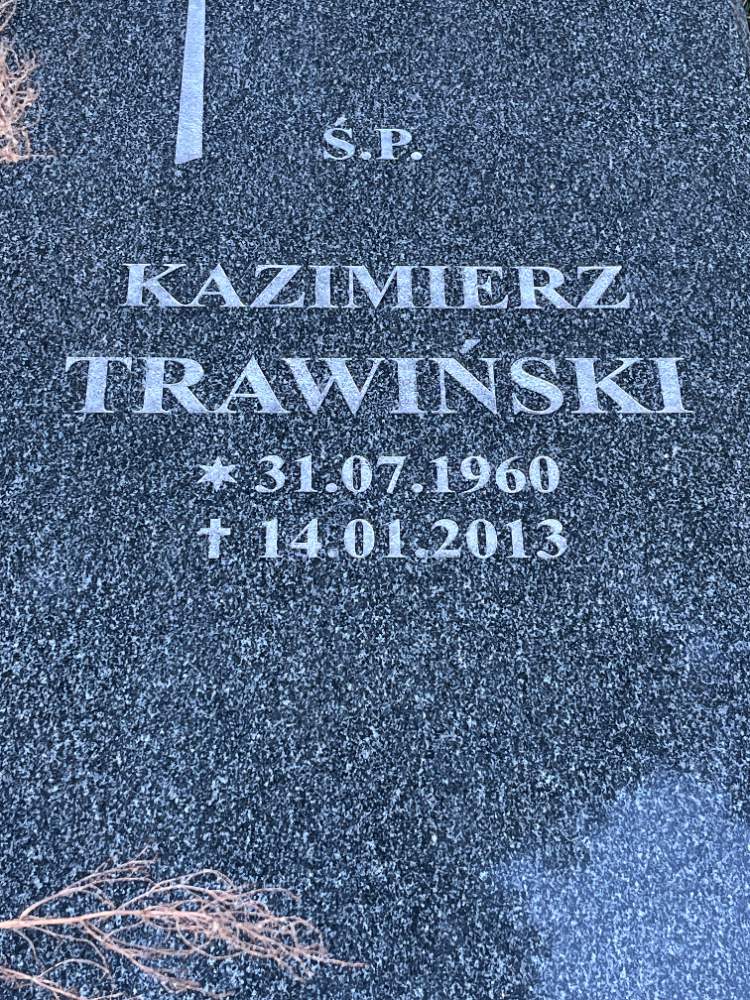 Ś.P.
KAZIMIERZ
TRAWIŃSKI
✶ 31.07.1960
✝ 14.01.2013